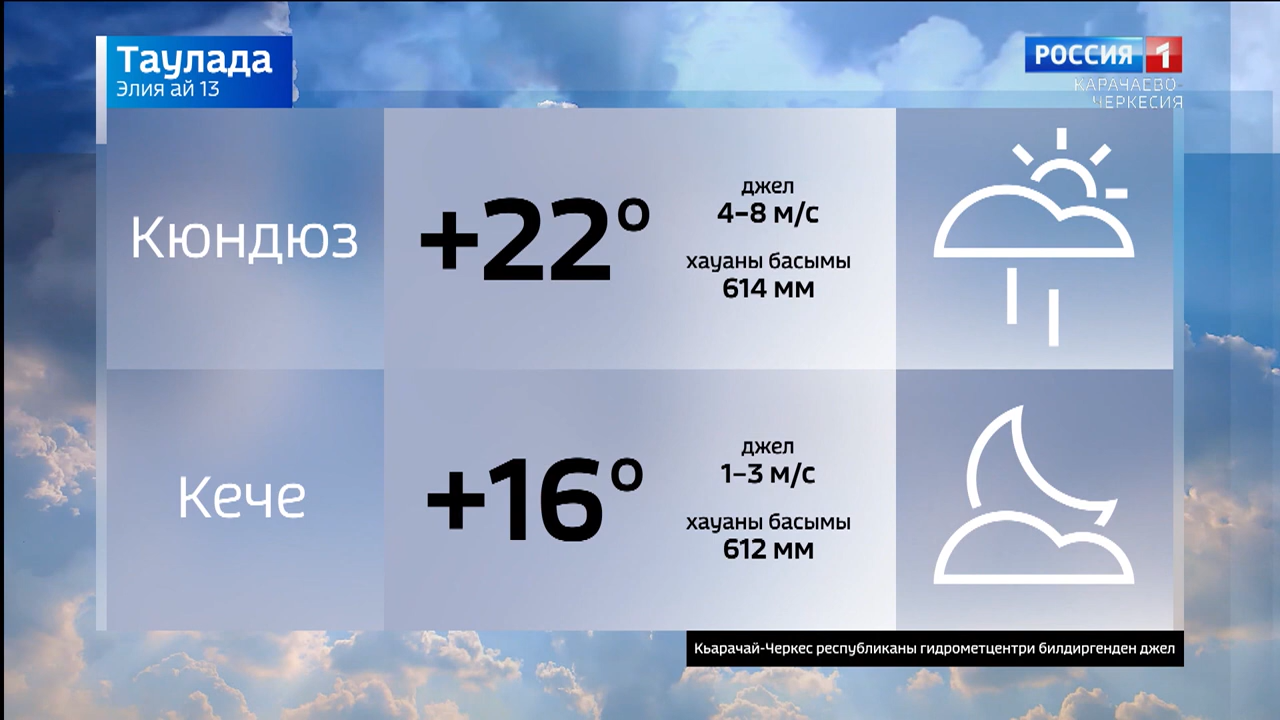 Таулада
Элия ай 13
РОССИЯ 1
КАРАЧАЕВО-
ЧЕРКЕСИЯ
Кюндюз
+22°
джел
4–8 м/с
хауаны басымы
614 мм
Кече
+16°
джел
1–3 м/с
хауаны басымы
612 мм
Кьарачай-Черкес республиканы гидрометцентри билдиргенден джел